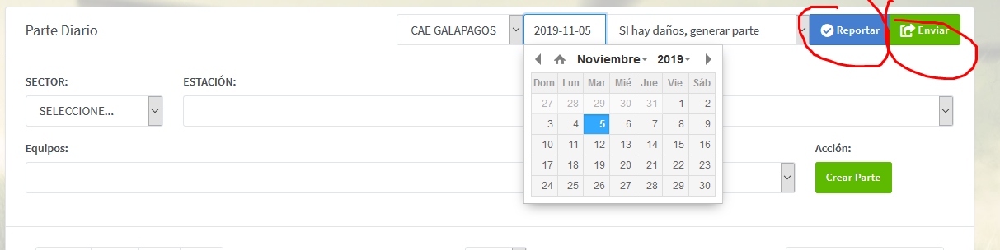 Parte Diario
CAE GALAPAGOS
2019-11-05
SI hay daños, generar parte
Reportar
Enviar
Noviembre 2019
Dom Lun Mar Mié Jue Vie Sáb
27 28 29 30 31 1 2
3 4 5 6 7 8 9
10 11 12 13 14 15 16
17 18 19 20 21 22 23
24 25 26 27 28 29 30
SECTOR:
ESTACIÓN:
SELECCIONE...
Equipos:
Acción:
Crear Parte